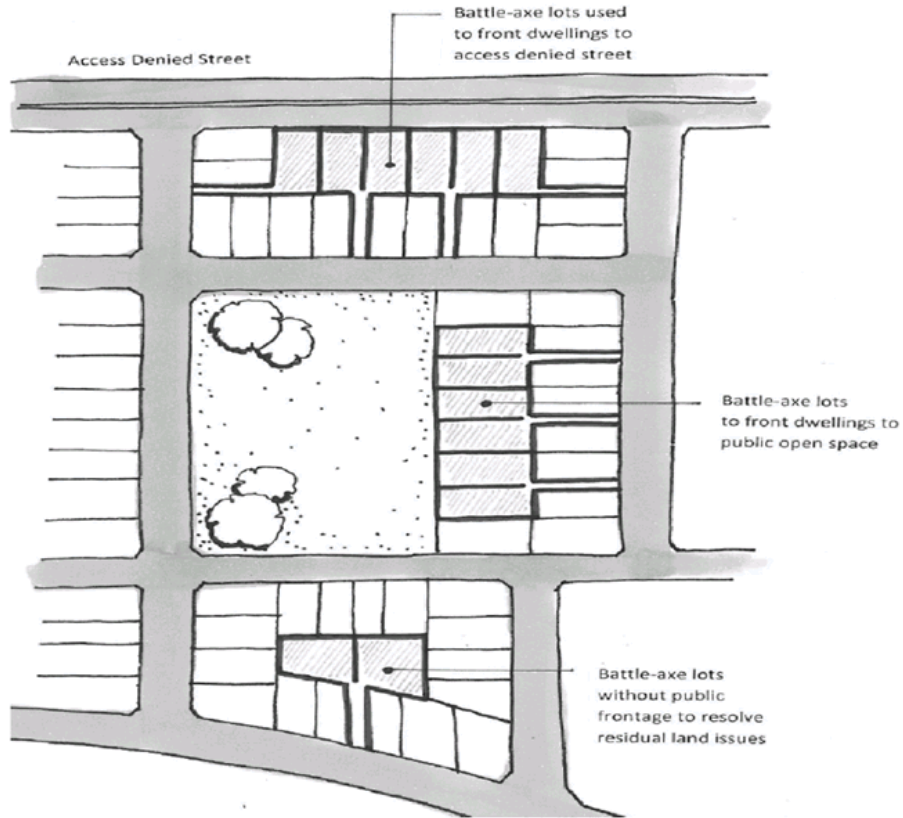 Battle-axe lots used
to front dwellings to
access denied street
Access Denied Street
Battle-axe lots
to front dwellings to
public open space
Battle-axe lots
without public
frontage to resolve
residual land issues